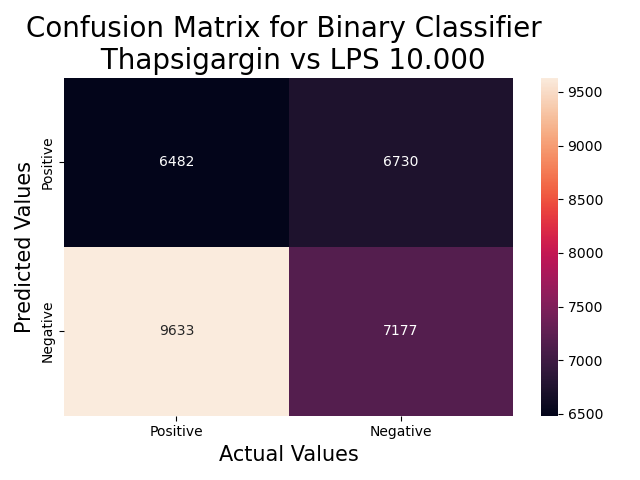 Confusion Matrix for Binary Classifier
Thapsigargin vs LPS 10.000
Predicted Values
Positive
Negative
6482
6730
9633
7177
Positive
Negative
Actual Values
9500
9000
8500
8000
7500
7000
6500